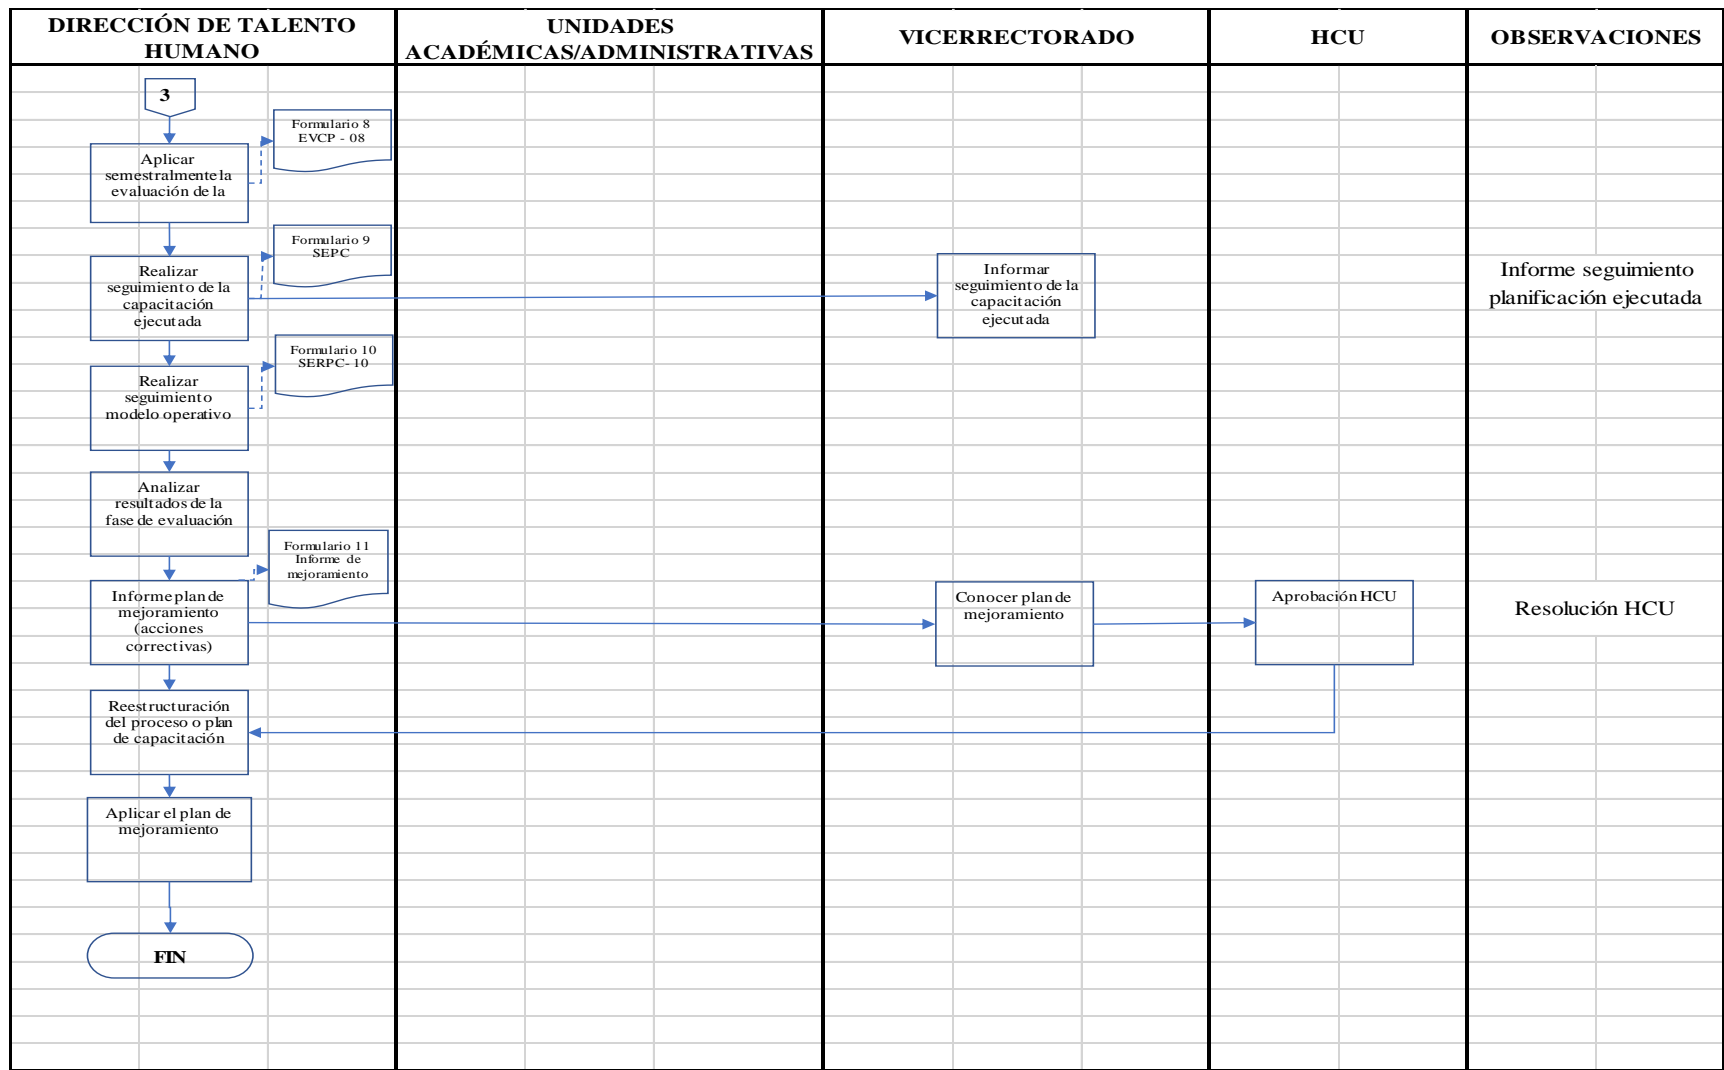 DIRECCIÓN DE TALENTO
HUMANO
UNIDADES
ACADÉMICAS/ADMINISTRATIVAS
VICERRECTORADO
HCU
OBSERVACIONES
3
Formulario 8
EVCP - 08
Aplicar
semestralmente la
evaluación de la
Formulario 9
SEPC
Realizar
seguimiento de la
capacitación
ejecutada
Informar
seguimiento de la
capacitación
ejecutada
Informe seguimiento
planificación ejecutada
Formulario 10
SERPC- 10
Realizar
seguimiento
modelo operativo
Analizar
resultados de la
fase de evaluación
Formulario 11
Informe de
mejoramiento
Informe plan de
mejoramiento
(acciones
correctivas)
Conocer plan de
mejoramiento
Aprobación HCU
Resolución HCU
Reestructuración
del proceso o plan
de capacitación
Aplicar el plan de
mejoramiento
FIN